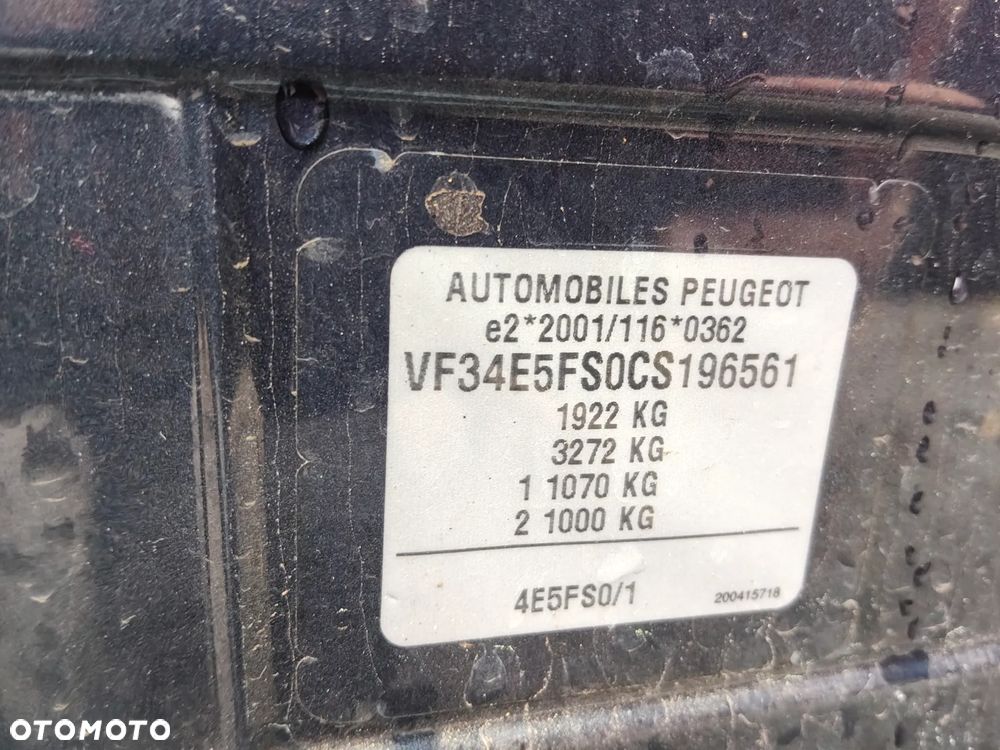 AUTOMOBILES PEUGEOT
e2*2001/116*0362
VF34E5FS0CS196561
1922 KG
3272 KG
1 1070 KG
2 1000 KG
4E5FS0/1
200415718
OTOMOTO